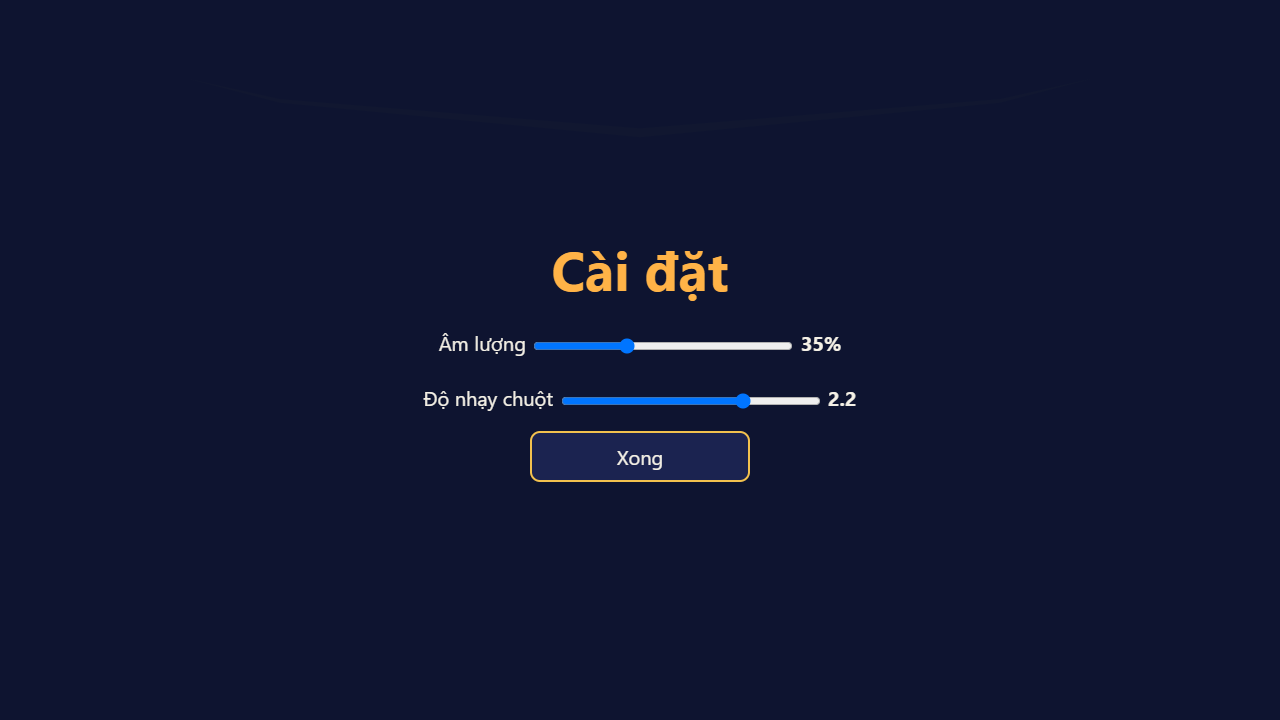 Cài đặt
Âm lượng 35%
Độ nhạy chuột 2.2
Xong